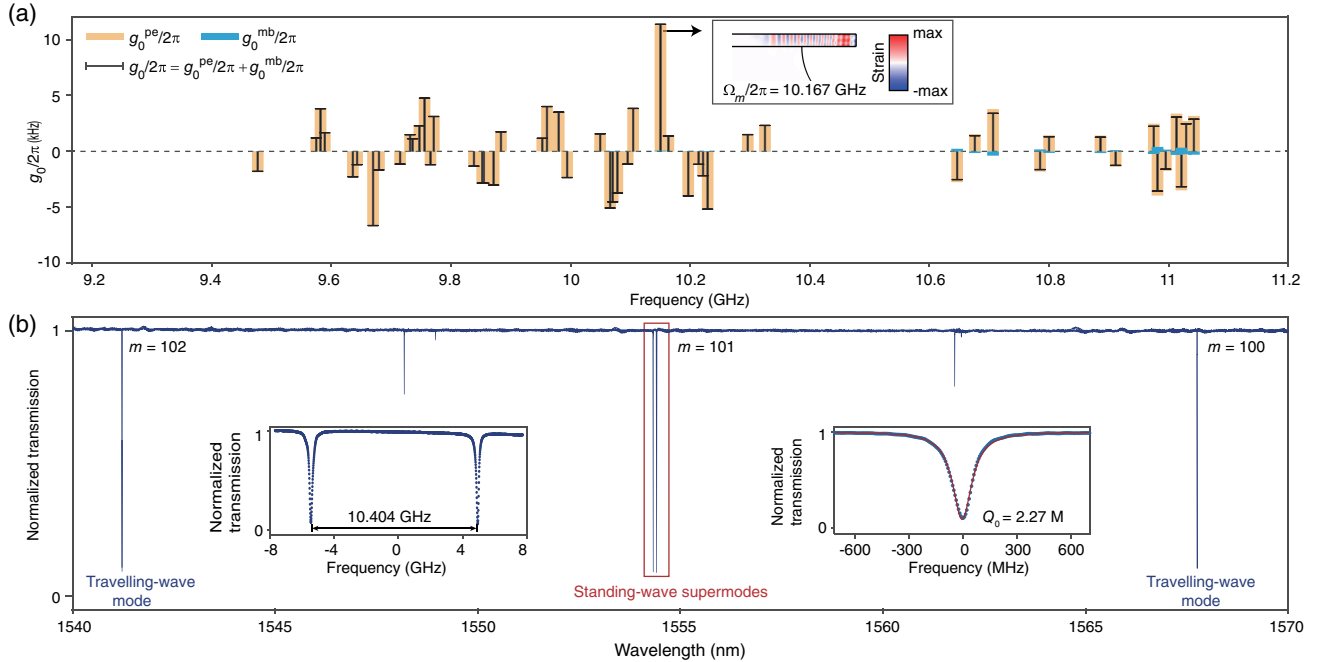 (a)
g₀ᵖᵉ/2π
g₀ᵐᵇ/2π
g₀/2π = g₀ᵖᵉ/2π + g₀ᵐᵇ/2π
max
Strain
-max
Ωₘ/2π = 10.167 GHz
g₀/2π (kHz)
10
5
0
-5
-10
9.2 9.4 9.6 9.8 10 10.2 10.4 10.6 10.8 11 11.2
Frequency (GHz)
(b)
Normalized transmission
1
0
m = 102
m = 101
m = 100
Normalized
transmission
1
0
10.404 GHz
-8 -4 0 4 8
Frequency (GHz)
Normalized
transmission
1
0
Q₀ = 2.27 M
-600 -300 0 300 600
Frequency (MHz)
Travelling-wave
mode
Standing-wave supermodes
Travelling-wave
mode
1540 1545 1550 1555 1560 1565 1570
Wavelength (nm)